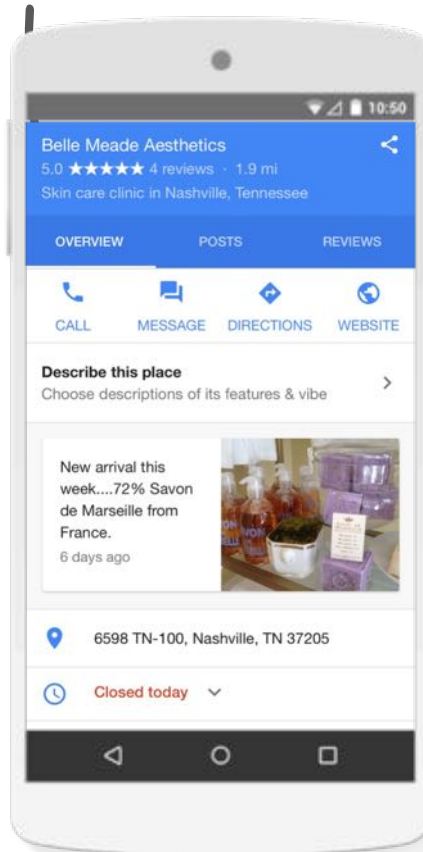 10:50
Belle Meade Aesthetics
5.0 ★★★★★ 4 reviews · 1.9 mi
Skin care clinic in Nashville, Tennessee
OVERVIEW POSTS REVIEWS
CALL MESSAGE DIRECTIONS WEBSITE
Describe this place
Choose descriptions of its features & vibe
New arrival this
week....72% Savon
de Marseille from
France.
6 days ago
6598 TN-100, Nashville, TN 37205
Closed today